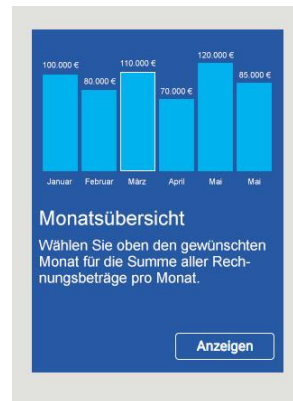 120.000 €
100.000 €
110.000 €
80.000 €
85.000 €
70.000 €
Januar Februar März April Mai Mai
Monatsübersicht
Wählen Sie oben den gewünschten
Monat für die Summe aller Rech-
nungsbeträge pro Monat.
Anzeigen